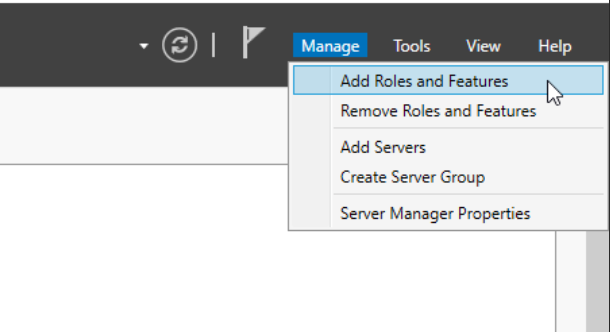 Manage Tools View Help
Add Roles and Features
Remove Roles and Features
Add Servers
Create Server Group
Server Manager Properties